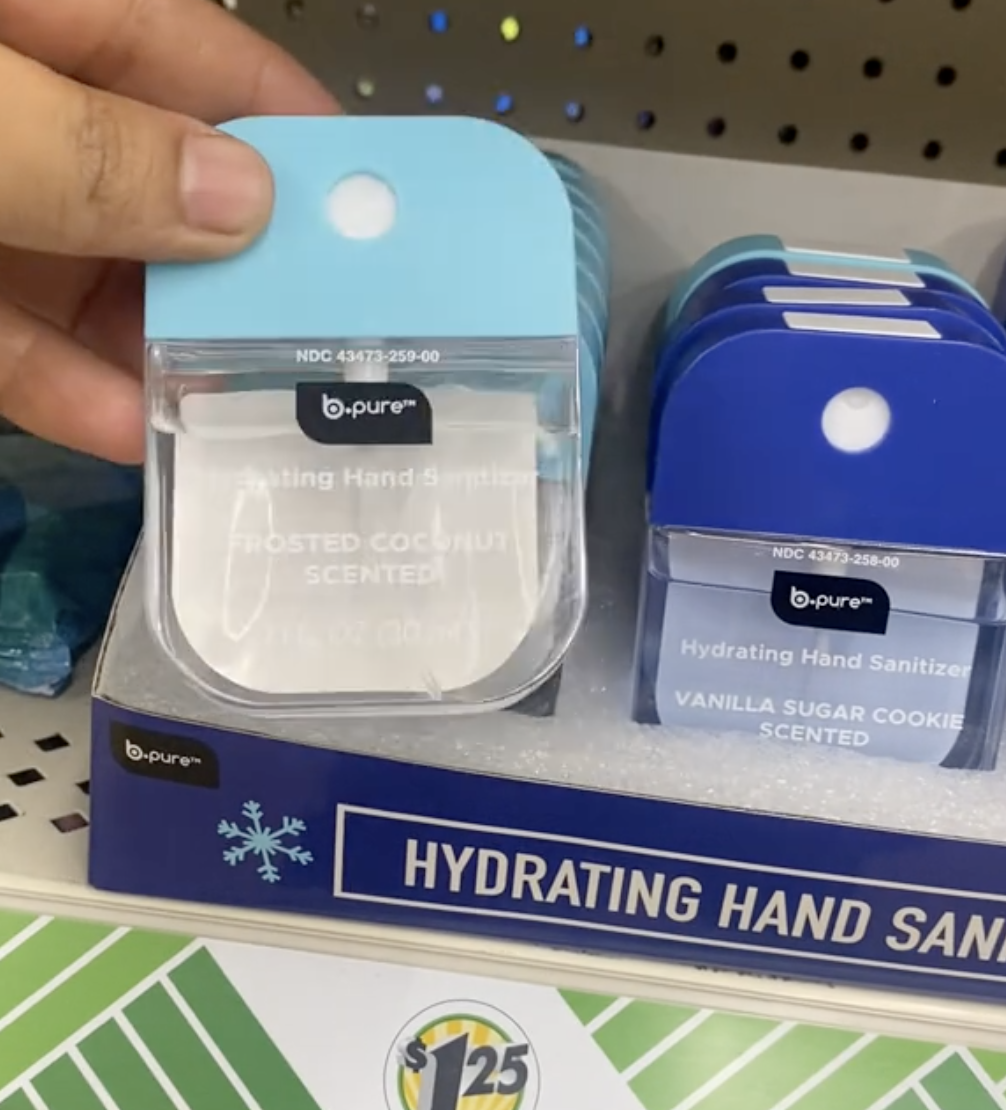 NDC 43473-259-00
b.pure™
Hydrating Hand Sanitizer
FROSTED COCONUT
SCENTED
NDC 43473-258-00
b.pure™
Hydrating Hand Sanitizer
VANILLA SUGAR COOKIE
SCENTED
b.pure™
HYDRATING HAND SANI
$1.25